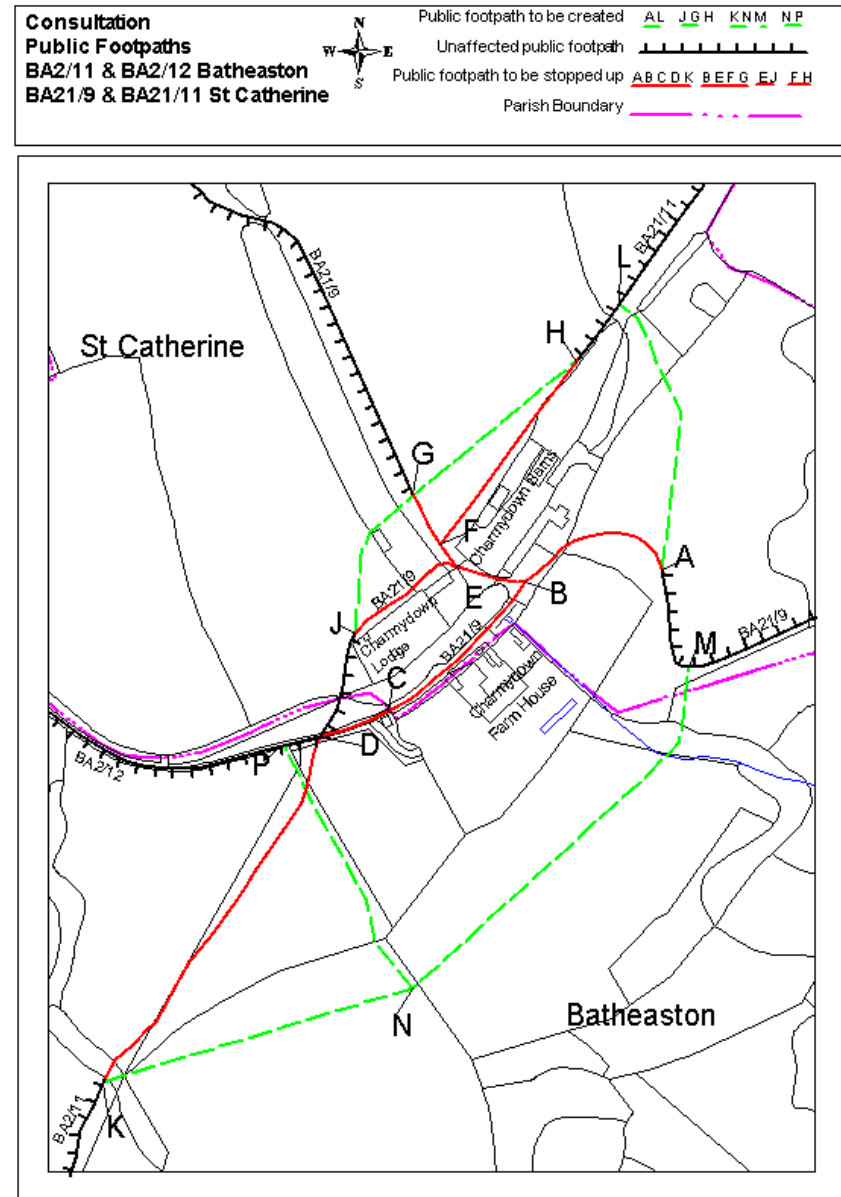 Consultation
Public Footpaths
BA2/11 & BA2/12 Batheaston
BA21/9 & BA21/11 St Catherine
N
W E
S
Public footpath to be created AL JGH KNM NP
Unaffected public footpath
Public footpath to be stopped up ABCDK BEFG EJ FH
Parish Boundary
BA21/11
L
BA21/9
St Catherine
H
G
Charmydown Barns
F
A
BA21/9
E
B
J
Charmydown
Lodge
BA21/9
M
BA21/9
C
Charmydown
Farm House
D
P
BA2/12
N
Batheaston
K
BA2/11